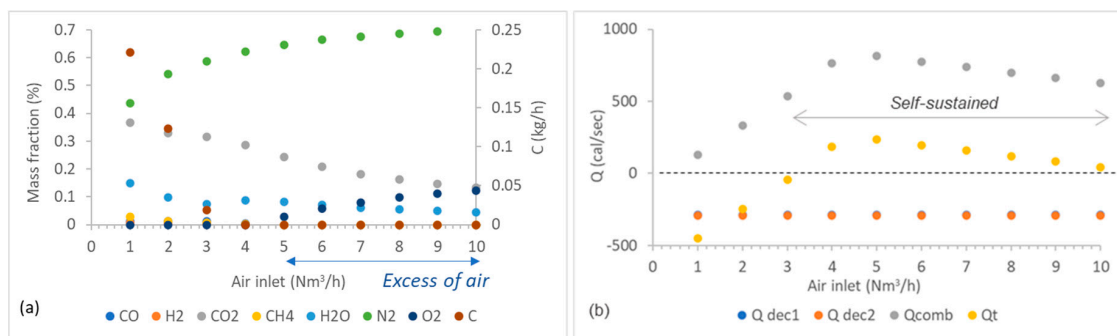 0.7
0.6
0.5
0.4
0.3
0.2
0.1
0
Mass fraction (%)
0.25
0.2
0.15
0.1
0.05
0
C (kg/h)
0 1 2 3 4 5 6 7 8 9 10
Air inlet (Nm³/h)
Excess of air
(a)
CO H2 CO2 CH4 H2O N2 O2 C
1000
500
0
-500
Q (cal/sec)
Self-sustained
0 1 2 3 4 5 6 7 8 9 10
Air inlet (Nm³/h)
(b)
Q dec1 Q dec2 Qcomb Qt